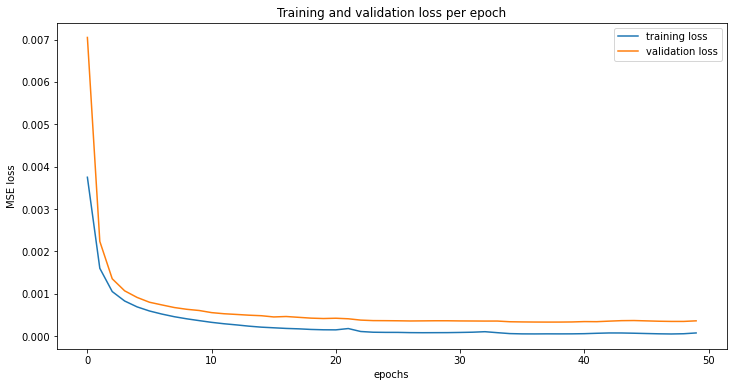 Training and validation loss per epoch
training loss
validation loss
MSE loss
0.007
0.006
0.005
0.004
0.003
0.002
0.001
0.000
0 10 20 30 40 50
epochs